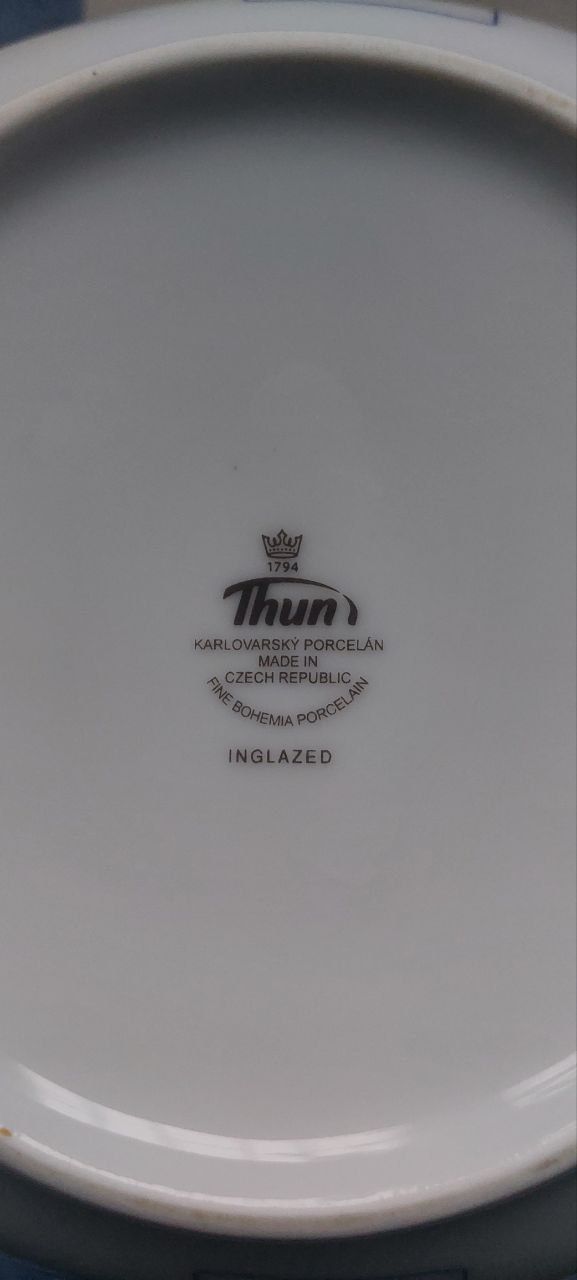 1794
Thun
KARLOVARSKÝ PORCELÁN
MADE IN
CZECH REPUBLIC
FINE BOHEMIA PORCELAIN
INGLAZED